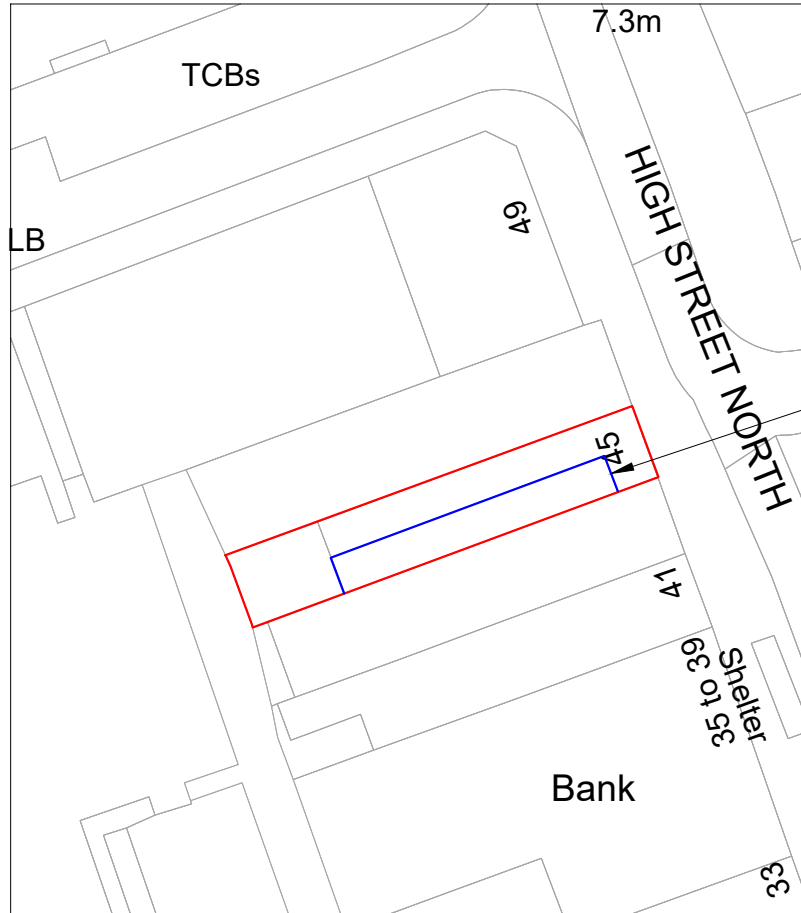 7.3m
TCBs
HIGH STREET NORTH
49
LB
45
41
35 to 39
Shelter
Bank
33